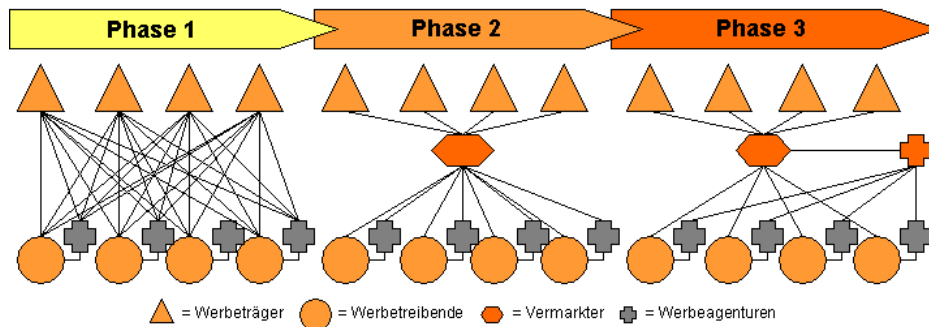 Phase 1 Phase 2 Phase 3
= Werbeträger = Werbetreibende = Vermarkter = Werbeagenturen